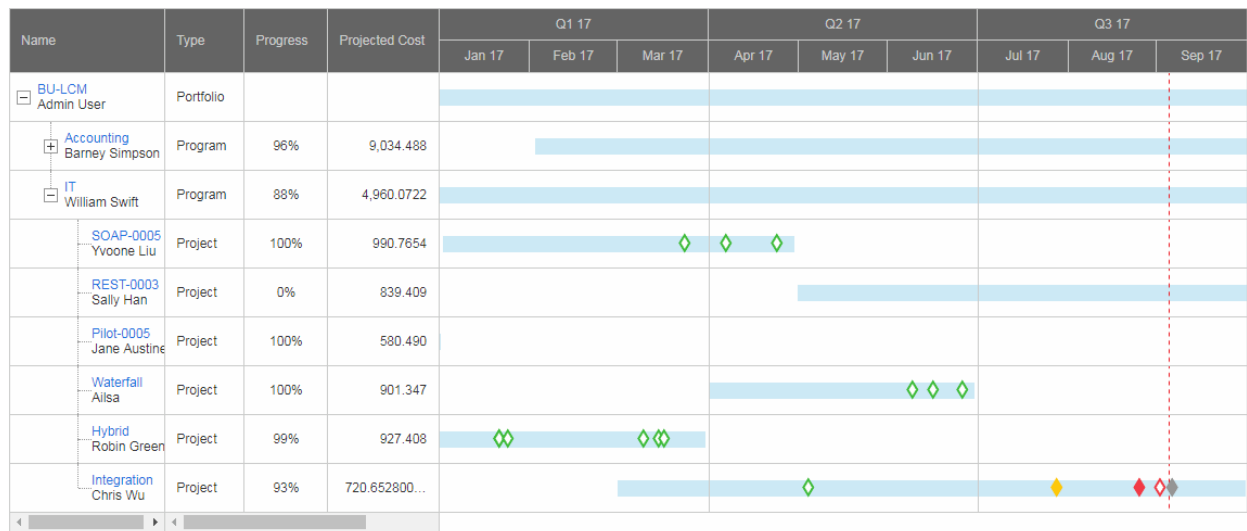 Name Type Progress Projected Cost Q1 17 Q2 17 Q3 17
Jan 17 Feb 17 Mar 17 Apr 17 May 17 Jun 17 Jul 17 Aug 17 Sep 17
BU-LCM
Admin User
Portfolio
Accounting
Barney Simpson
Program 96% 9,034.488
IT
William Swift
Program 88% 4,960.0722
SOAP-0005
Yvoone Liu
Project 100% 990.7654
REST-0003
Sally Han
Project 0% 839.409
Pilot-0005
Jane Austine
Project 100% 580.490
Waterfall
Ailsa
Project 100% 901.347
Hybrid
Robin Green
Project 99% 927.408
Integration
Chris Wu
Project 93% 720.652800...